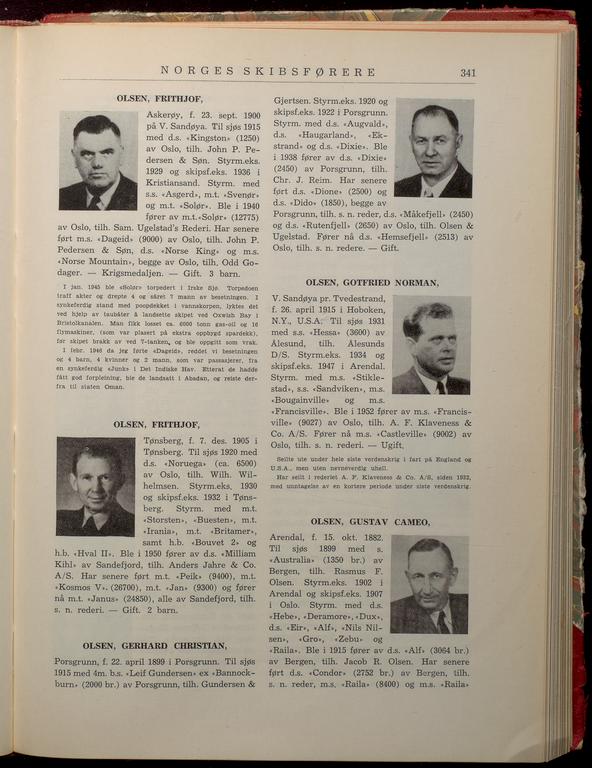 NORGES SKIBSFØRERE 341
OLSEN, FRITHJOF,
Askerøy, f. 23. sept. 1900
på V. Sandøya. Til sjøs 1915
med d.s. «Kingston» (1250)
av Oslo, tilh. John P. Pe-
dersen & Søn. Styrm.eks.
1929 og skipsf.eks. 1936 i
Kristiansand. Styrm. med
s.s. «Asgerd», m.t. «Svenør»
og m.t. «Solør». Ble i 1940
fører av m.t.«Solør» (12775)
av Oslo, tilh. Sam. Ugelstad's Rederi. Har senere
ført m.s. «Dageid» (9000) av Oslo, tilh. John P.
Pedersen & Søn, d.s. «Norse King» og m.s.
«Norse Mountain», begge av Oslo, tilh. Odd Go-
dager. — Krigsmedaljen. — Gift. 3 barn.
I jan. 1945 ble «Solør» torpedert i Irske Sjø. Torpedoen
traff akter og drepte 4 og såret 7 mann av besetningen. I
synkeferdig stand med poopdekket i vannskorpen, lyktes det
ved hjelp av taubåter å landsette skipet ved Oxwish Bay i
Bristolkanalen. Man fikk losset ca. 6000 tonn gas-oil og 16
flymaskiner, (som var plasert på ekstra oppbygd spardekk),
før skipet brakk av ved 7-tanken, og ble oppgitt som vrak.
I febr. 1946 da jeg førte «Dageid», reddet vi besetningen
og 4 barn, 4 kvinner og 2 mann, som var passasjerer, fra
en synkeferdig «Junk» i Det Indiske Hav. Etterat de hadde
fått god forpleining, ble de landsatt i Abadan, og reiste der-
fra til staten Oman.
OLSEN, FRITHJOF,
Tønsberg, f. 7. des. 1905 i
Tønsberg. Til sjøs 1920 med
d.s. «Noruega» (ca. 6500)
av Oslo, tilh. Wilh. Wil-
helmsen. Styrm.eks. 1930
og skipsf.eks. 1932 i Tøns-
berg. Styrm. med m.t.
«Storsten», «Buesten», m.t.
«Irania», m.t. «Britamer»,
samt h.b. «Bouvet 2» og
h.b. «Hval II». Ble i 1950 fører av d.s. «William
Kihl» av Sandefjord, tilh. Anders Jahre & Co.
A/S. Har senere ført m.t. «Peik» (9400), m.t.
«Kosmos V». (26700), m.t. «Jan» (9300) og fører
nå m.t. «Janus» (24850), alle av Sandefjord, tilh.
s. n. rederi. — Gift. 2 barn.
OLSEN, GERHARD CHRISTIAN,
Porsgrunn, f. 22. april 1899 i Porsgrunn. Til sjøs
1915 med 4m. b.s. «Leif Gundersen» ex «Bannock-
burn» (2000 br.) av Porsgrunn, tilh. Gundersen &
Gjertsen. Styrm.eks. 1920 og
skipsf.eks. 1922 i Porsgrunn.
Styrm. med d.s. «Augvald»,
d.s. «Haugarland», «Ek-
strand» og d.s. «Dixie». Ble
i 1938 fører av d.s. «Dixie»
(2450) av Porsgrunn, tilh.
Chr. J. Reim. Har senere
ført d.s. «Dione» (2500) og
d.s. «Dido» (1850), begge av
Porsgrunn, tilh. s. n. reder, d.s. «Måkefjell» (2450)
og d.s. «Rutenfjell» (2650) av Oslo, tilh. Olsen &
Ugelstad. Fører nå d.s. «Hemsefjell» (2513) av
Oslo, tilh. s. n. redere. — Gift.
OLSEN, GOTFRIED NORMAN,
V. Sandøya pr. Tvedestrand,
f. 26. april 1915 i Hoboken,
N.Y., U.S.A. Til sjøs 1931
med s.s. «Hessa» (3600) av
Ålesund, tilh. Ålesunds
D/S. Styrm.eks. 1934 og
skipsf.eks. 1947 i Arendal.
Styrm. med m.s. «Stikle-
stad», s.s. «Sandviken», m.s.
«Bougainville» og m.s.
«Francisville». Ble i 1952 fører av m.s. «Francis-
ville» (9027) av Oslo, tilh. A. F. Klaveness &
Co. A/S. Fører nå m.s. «Castleville» (9002) av
Oslo, tilh. s. n. rederi. — Ugift.
Seilte ute under hele siste verdenskrig i fart på England og
U.S.A., men uten nevneverdig uhell.
Har seilt i rederiet A. F. Klaveness & Co. A/S, siden 1932,
med unntagelse av en kortere periode under siste verdenskrig.
OLSEN, GUSTAV CAMEO,
Arendal, f. 15. okt. 1882.
Til sjøs 1899 med s.
«Australia» (1350 br.) av
Bergen, tilh. Rasmus F.
Olsen. Styrm.eks. 1902 i
Arendal og skipsf.eks. 1907
i Oslo. Styrm. med d.s.
«Hebe», «Deramore», «Dux»,
d.s. «Eir», «Alf», «Nils Nil-
sen», «Gro», «Zebu» og
«Raila». Ble i 1915 fører av d.s. «Alf» (3064 br.)
av Bergen, tilh. Jacob R. Olsen. Har senere
ført d.s. «Condor» (2752 br.) av Bergen, tilh.
s. n. reder, m.s. «Raila» (8400) og m.s. «Raila»